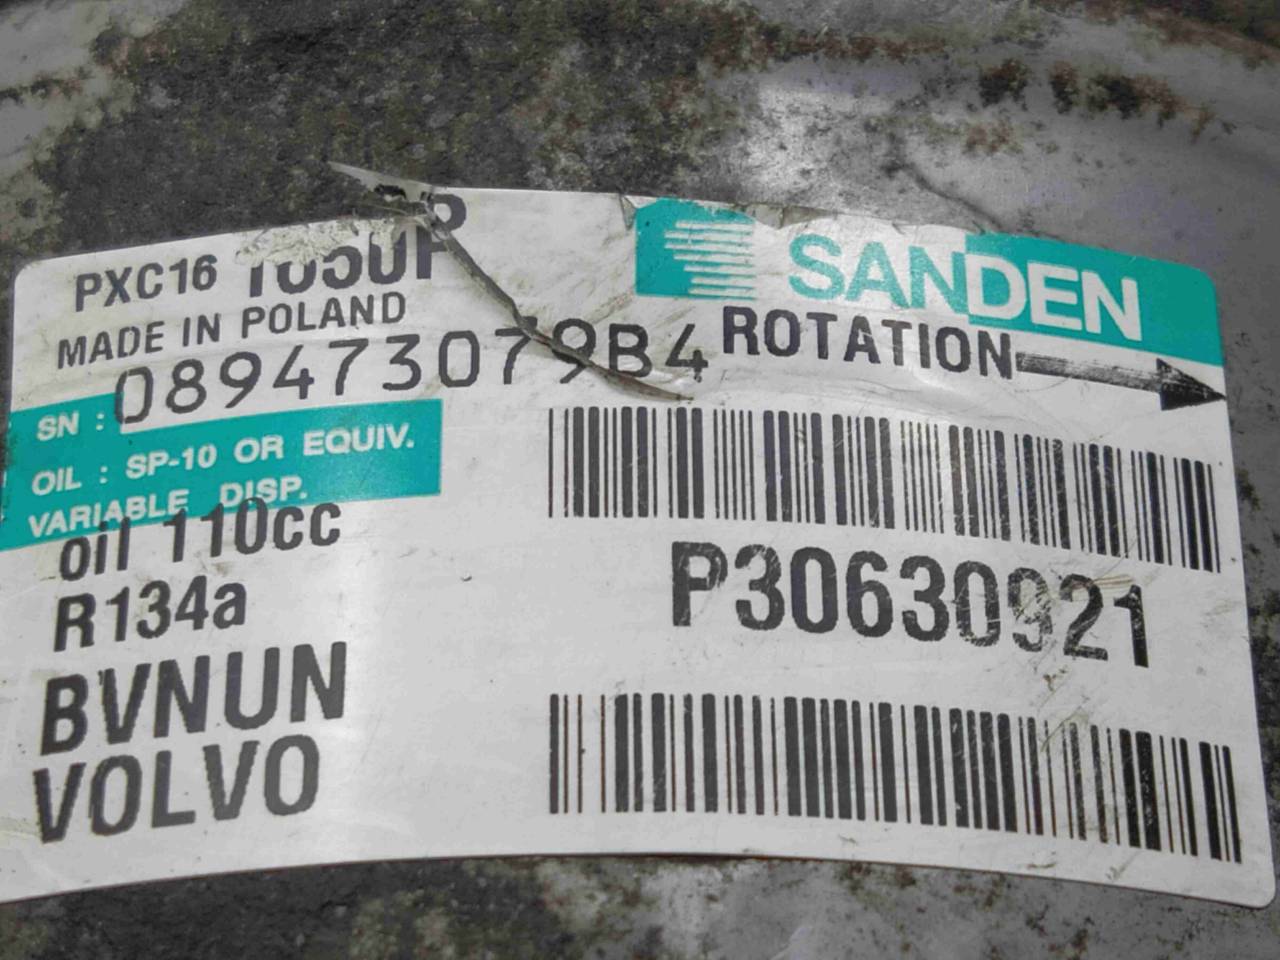 PXC16
SANDEN
MADE IN POLAND
ROTATION
SN : 089473079B4
OIL : SP-10 OR EQUIV.
VARIABLE DISP.
oil 110cc
R134a
P30630921
BVNUN
VOLVO